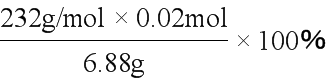 232g/mol × 0.02mol
6.88g
× 100%